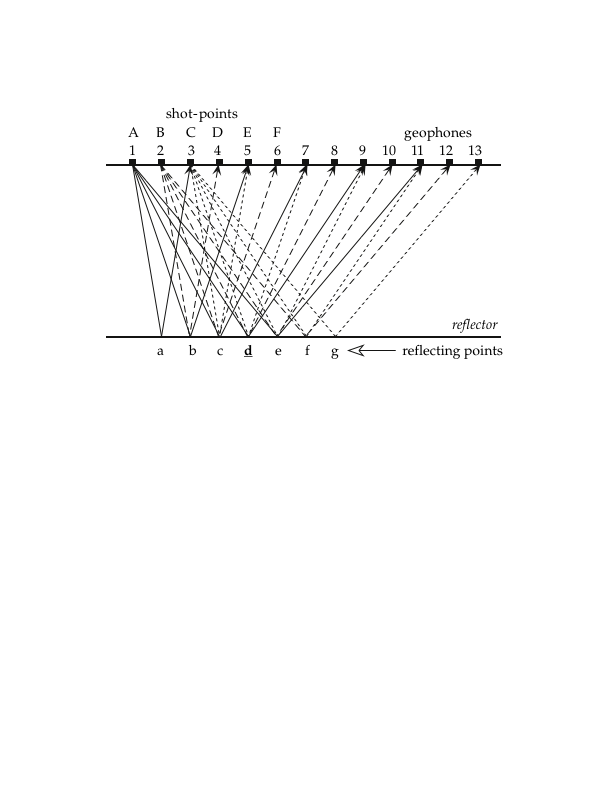 shot-points
A B C D E F
geophones
1 2 3 4 5 6 7 8 9 10 11 12 13
reflector
a b c d e f g
reflecting points